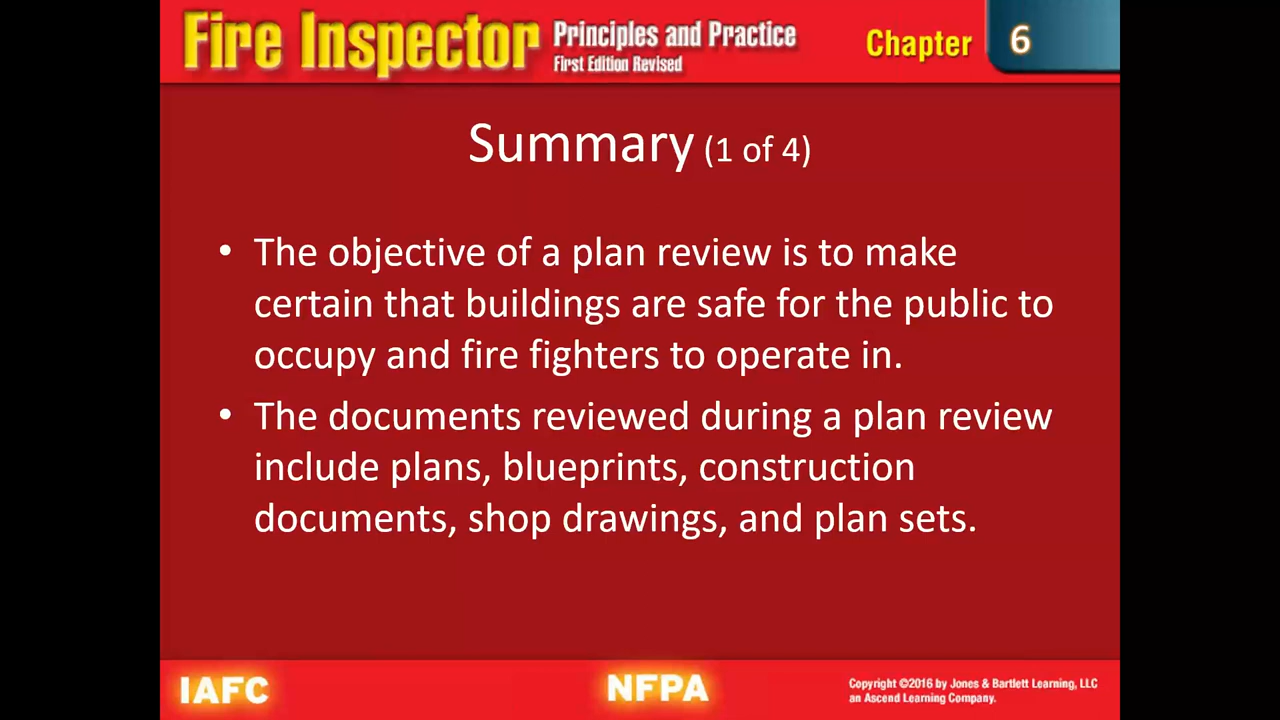 Fire Inspector Principles and Practice
First Edition Revised
Chapter 6
Summary (1 of 4)
• The objective of a plan review is to make
certain that buildings are safe for the public to
occupy and fire fighters to operate in.
• The documents reviewed during a plan review
include plans, blueprints, construction
documents, shop drawings, and plan sets.
IAFC
NFPA
Copyright ©2016 by Jones & Bartlett Learning, LLC
an Ascend Learning Company.